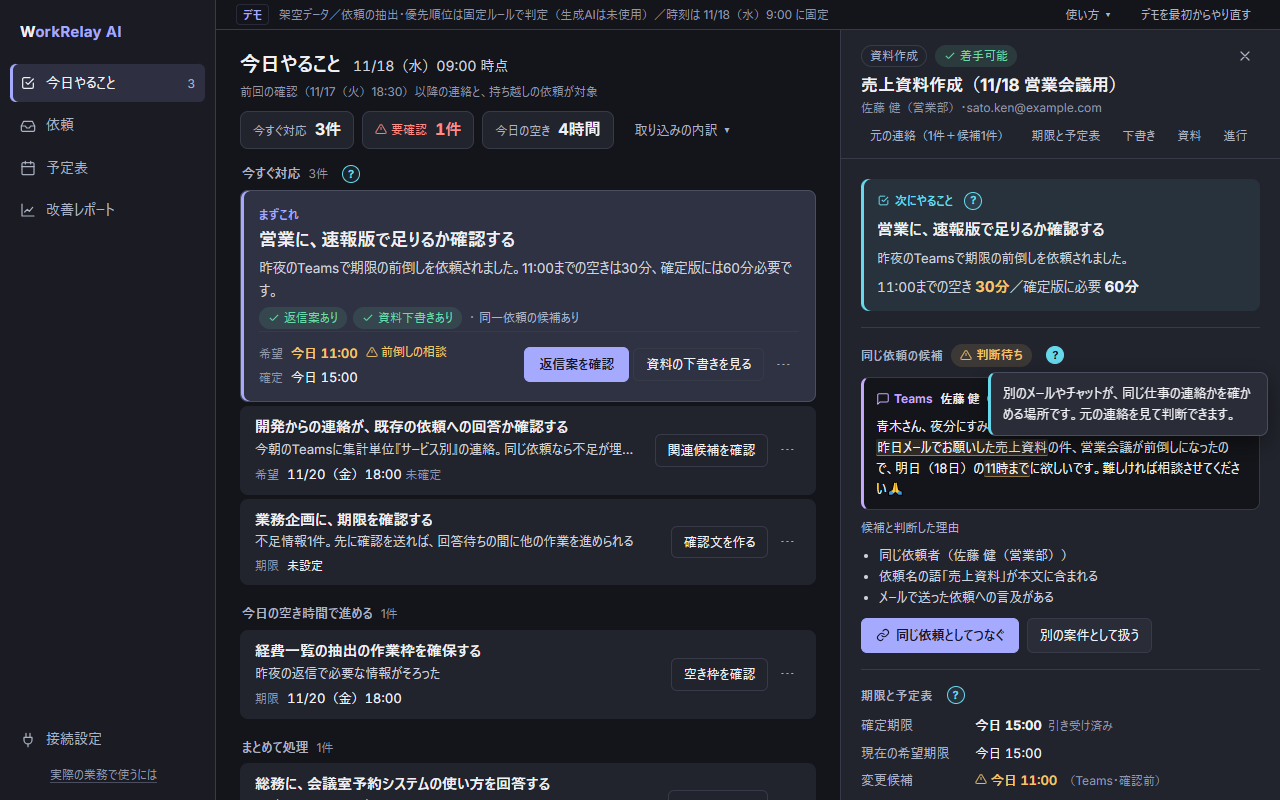 WorkRelay AI
今日やること 3
依頼
予定表
改善レポート
接続設定
実際の業務で使うには
デモ 架空データ／依頼の抽出・優先順位は固定ルールで判定（生成AIは未使用）／時刻は 11/18（水）9:00 に固定
使い方 ▼ デモを最初からやり直す
今日やること 11/18（水）09:00 時点
前回の確認（11/17（火）18:30）以降の連絡と、持ち越しの依頼が対象
今すぐ対応 3件 要確認 1件 今日の空き 4時間 取り込みの内訳 ▼
今すぐ対応 3件 ?
まずこれ
営業に、速報版で足りるか確認する
昨夜のTeamsで期限の前倒しを依頼されました。11:00までの空きは30分、確定版には60分必要で
す。
返信案あり 資料下書きあり ・同一依頼の候補あり
希望 今日 11:00 前倒しの相談
確定 今日 15:00
返信案を確認 資料の下書きを見る …
開発からの連絡が、既存の依頼への回答か確認する
今朝のTeamsに集計単位『サービス別』の連絡。同じ依頼なら不足が埋…
希望 11/20（金）18:00 未確定
関連候補を確認 …
業務企画に、期限を確認する
不足情報1件。先に確認を送れば、回答待ちの間に他の作業を進められる
期限 未設定
確認文を作る …
今日の空き時間で進める 1件
経費一覧の抽出の作業枠を確保する
昨夜の返信で必要な情報がそろった
期限 11/20（金）18:00
空き枠を確認 …
まとめて処理 1件
総務に、会議室予約システムの使い方を回答する
資料作成 着手可能
売上資料作成（11/18 営業会議用）
佐藤 健（営業部）・sato.ken@example.com
元の連絡（1件＋候補1件） 期限と予定表 下書き 資料 進行
次にやること ?
営業に、速報版で足りるか確認する
昨夜のTeamsで期限の前倒しを依頼されました。
11:00までの空き 30分／確定版に必要 60分
同じ依頼の候補 判断待ち ?
別のメールやチャットが、同じ仕事の連絡かを確か
める場所です。元の連絡を見て判断できます。
Teams 佐藤 健
青木さん、夜分にすみ
昨日メールでお願いした売上資料の件、営業会議が前倒しになったの
で、明日（18日）の11時までに欲しいです。難しければ相談させてくださ
い🙏
候補と判断した理由
• 同じ依頼者（佐藤 健（営業部））
• 依頼名の語「売上資料」が本文に含まれる
• メールで送った依頼への言及がある
同じ依頼としてつなぐ 別の案件として扱う
期限と予定表 ?
確定期限 今日 15:00 引き受け済み
現在の希望期限 今日 15:00
変更候補 今日 11:00 （Teams・確認前）